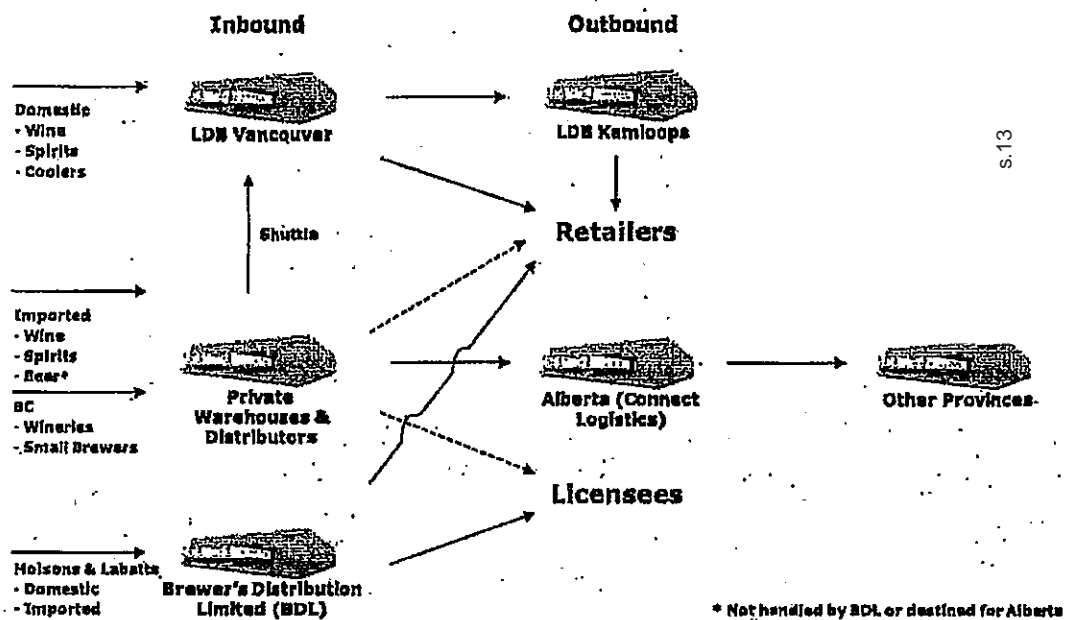 Inbound
Outbound
Domestic
- Wine
- Spirits
- Coolers
LDB Vancouver
LDB Kamloops
s.13
Shuttle
Retailers
Imported
- Wine
- Spirits
- Beer*
BC
- Wineries
- Small Brewers
Private
Warehouses &
Distributors
Alberta (Connect
Logistics)
Other Provinces
Licensees
Molsons & Labatts
- Domestic
- Imported
Brewer's Distribution
Limited (BDL)
* Not handled by BDL or destined for Alberta